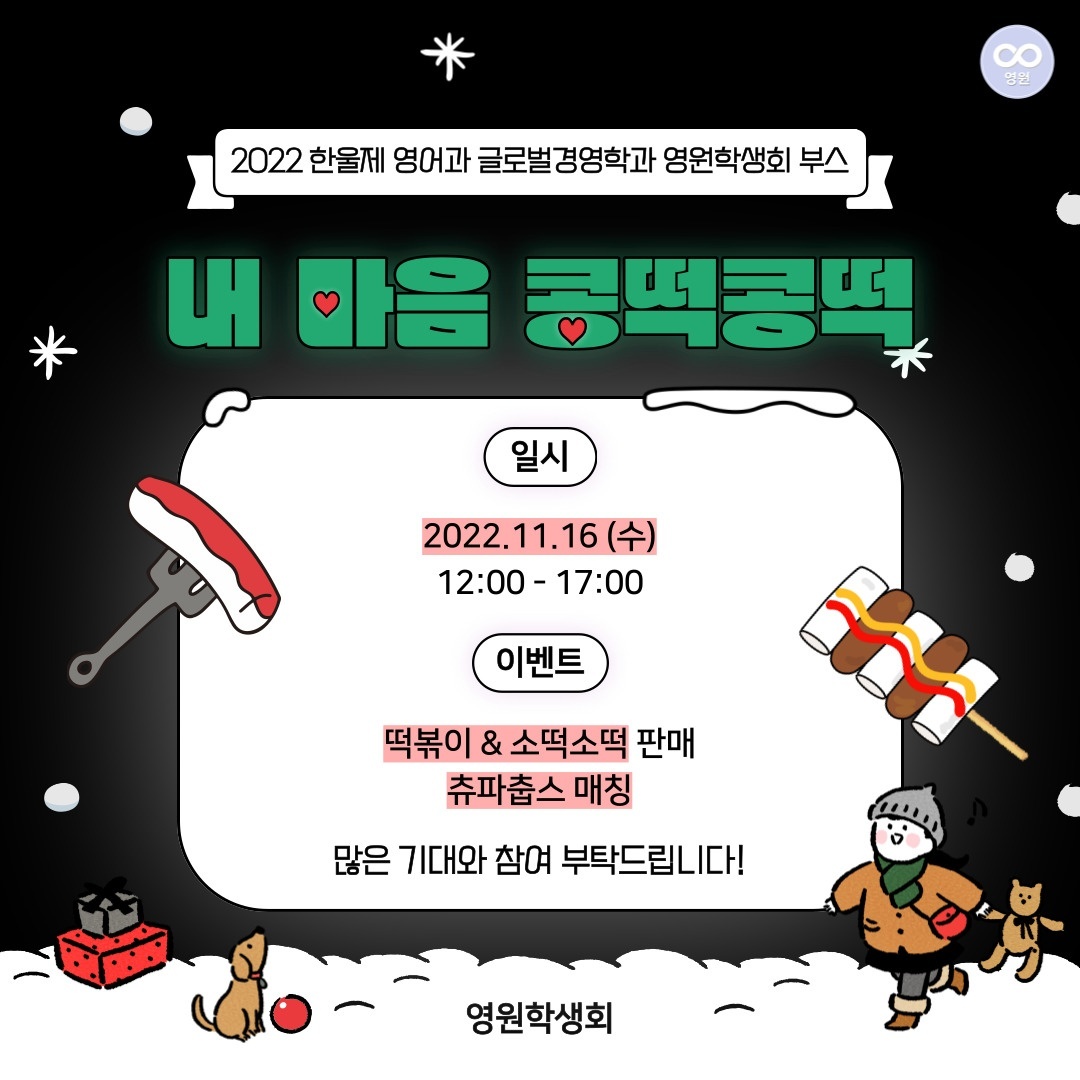 영원
2022 한울제 영어과 글로벌경영학과 영원학생회 부스
내 마음 콩떡콩떡
일시
2022.11.16 (수)
12:00 - 17:00
이벤트
떡볶이 & 소떡소떡 판매
츄파춥스 매칭
많은 기대와 참여 부탁드립니다!
영원학생회